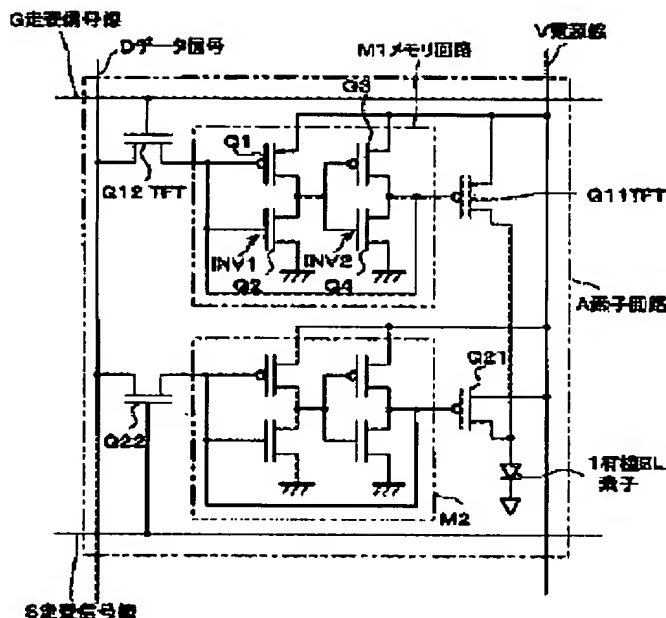 G走査信号線
Dデータ信号
M1メモリ回路
V電源線
Q3
Q1
Q12 TFT
Q11TFT
INV1
INV2
Q2
Q4
A素子回路
Q21
Q22
1有機EL
素子
M2
S走査信号線